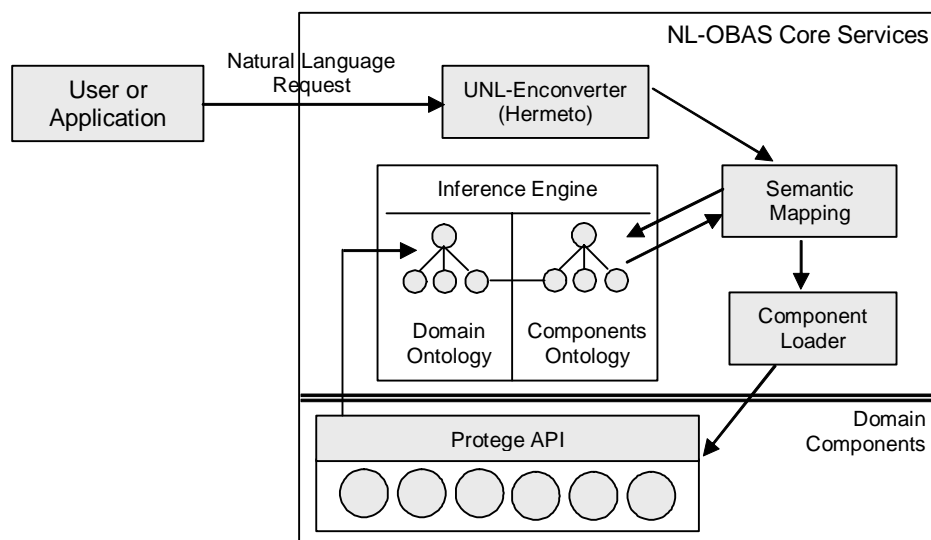 NL-OBAS Core Services
Natural Language
Request
User or
Application
UNL-Enconverter
(Hermeto)
Inference Engine
Semantic
Mapping
Domain
Ontology
Components
Ontology
Component
Loader
Domain
Components
Protege API